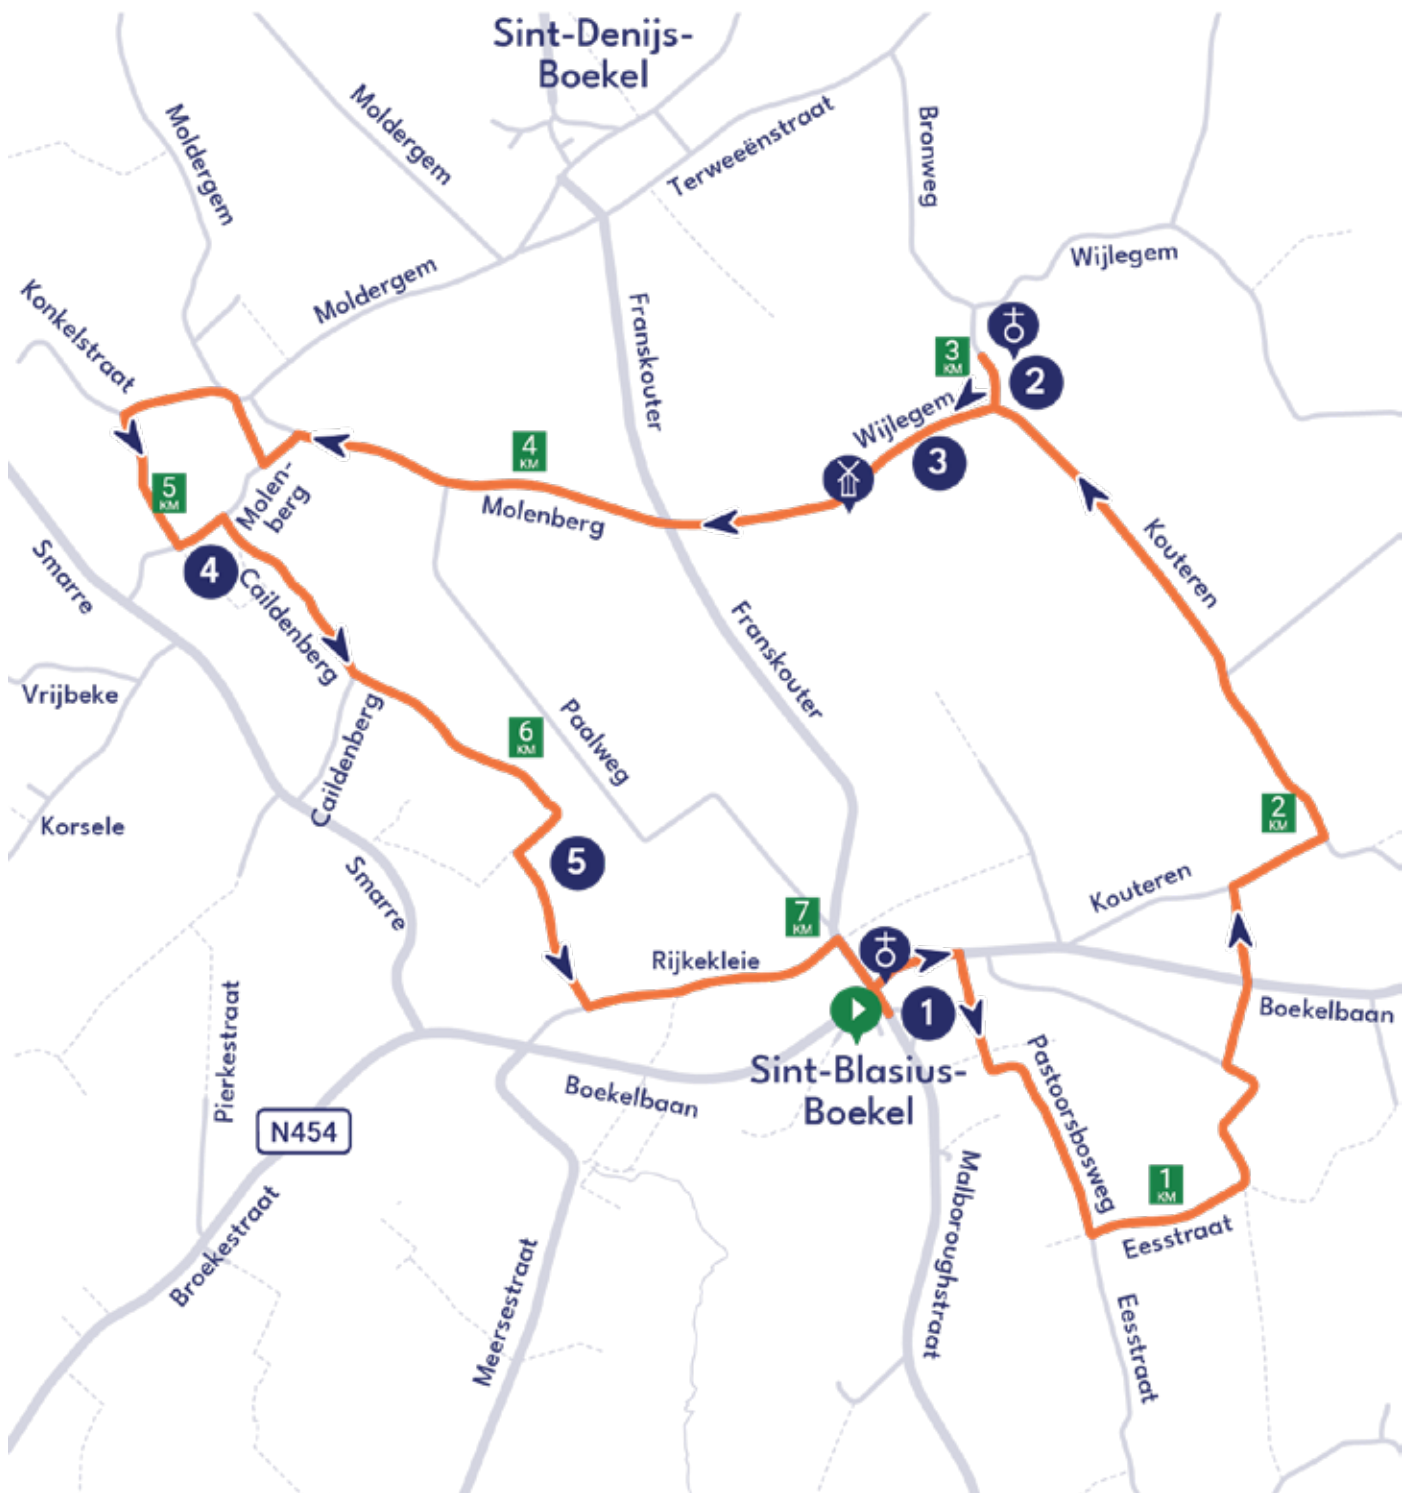 Sint-Denijs-
Boekel
Moldergem
Moldergem
Terweeënstraat
Bronweg
Wijlegem
Moldergem
Konkelstraat
Franskouter
3
KM
2
Wijlegem
3
4
KM
5
KM
Molen-
berg
Molenberg
Kouteren
Smarre
4
Caildenberg
Franskouter
Vrijbeke
Caildenberg
6
KM
Paalweg
2
KM
Korsele
Smarre
5
Kouteren
7
KM
Rijkekleie
1
Boekelbaan
Pierkestraat
Sint-Blasius-
Boekel
Pastoorsbosweg
Boekelbaan
N454
1
KM
Malboroughstraat
Eesstraat
Broekestraat
Meersestraat
Eesstraat